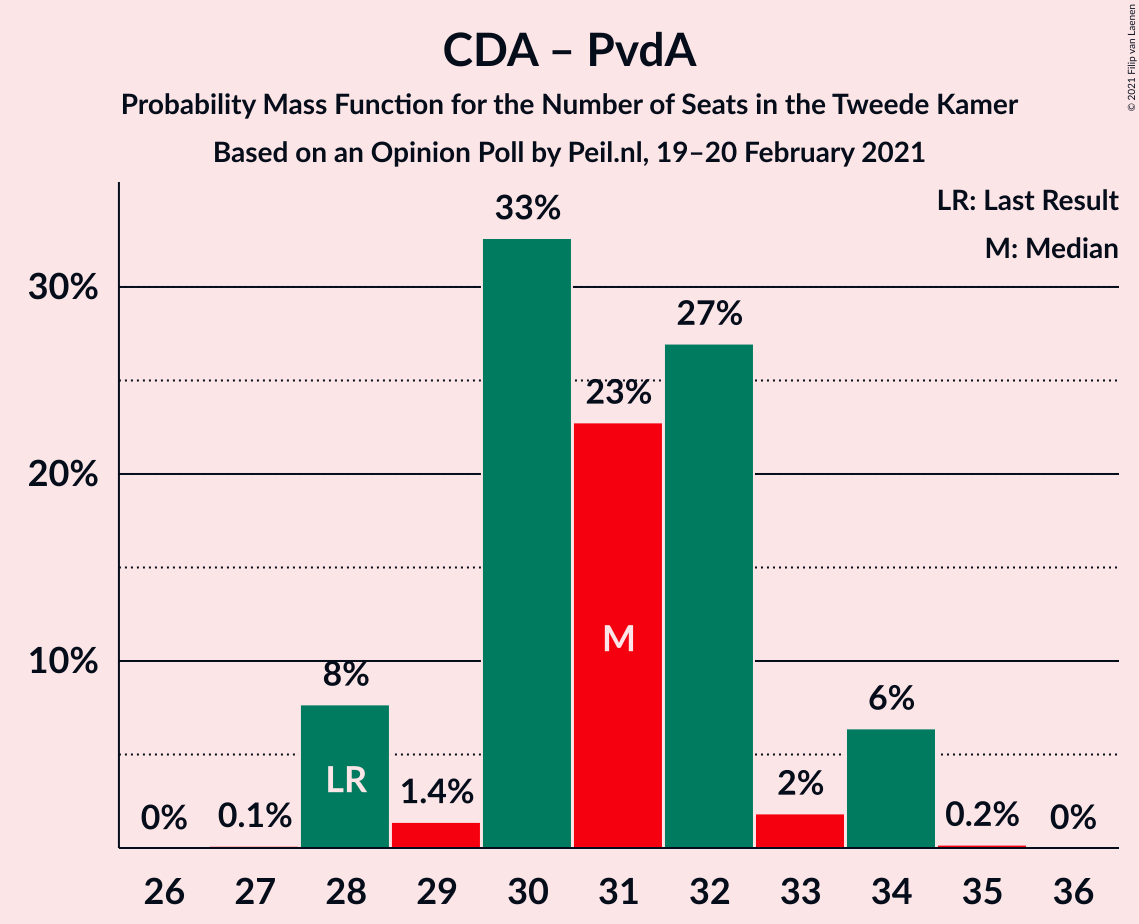 CDA – PvdA
Probability Mass Function for the Number of Seats in the Tweede Kamer
Based on an Opinion Poll by Peil.nl, 19–20 February 2021
© 2021 Filip van Laenen
LR: Last Result
M: Median
33%
30%
27%
23%
20%
M
10%
8%
6%
LR
1.4%
2%
0%
0.1%
0.2%
0%
26 27 28 29 30 31 32 33 34 35 36